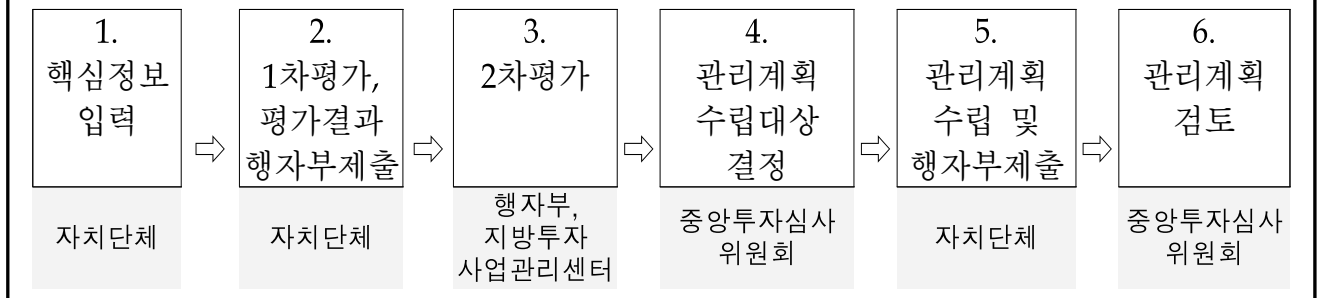 1.
핵심정보
입력
자치단체
2.
1차평가,
평가결과
행자부제출
자치단체
3.
2차평가
행자부,
지방투자
사업관리센터
4.
관리계획
수립대상
결정
중앙투자심사
위원회
5.
관리계획
수립 및
행자부제출
자치단체
6.
관리계획
검토
중앙투자심사
위원회